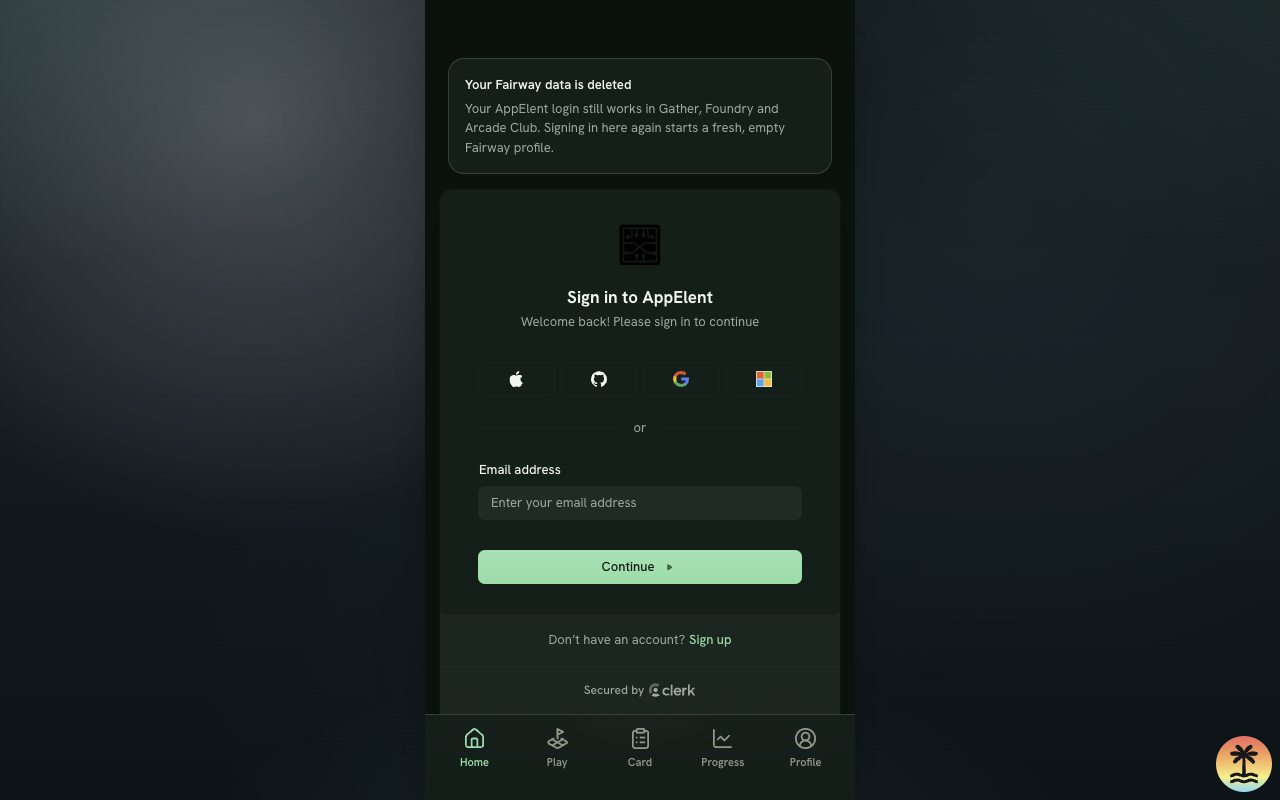 Your Fairway data is deleted
Your AppElent login still works in Gather, Foundry and
Arcade Club. Signing in here again starts a fresh, empty
Fairway profile.
Sign in to AppElent
Welcome back! Please sign in to continue
or
Email address
Enter your email address
Continue
Don’t have an account? Sign up
Secured by clerk
Home
Play
Card
Progress
Profile